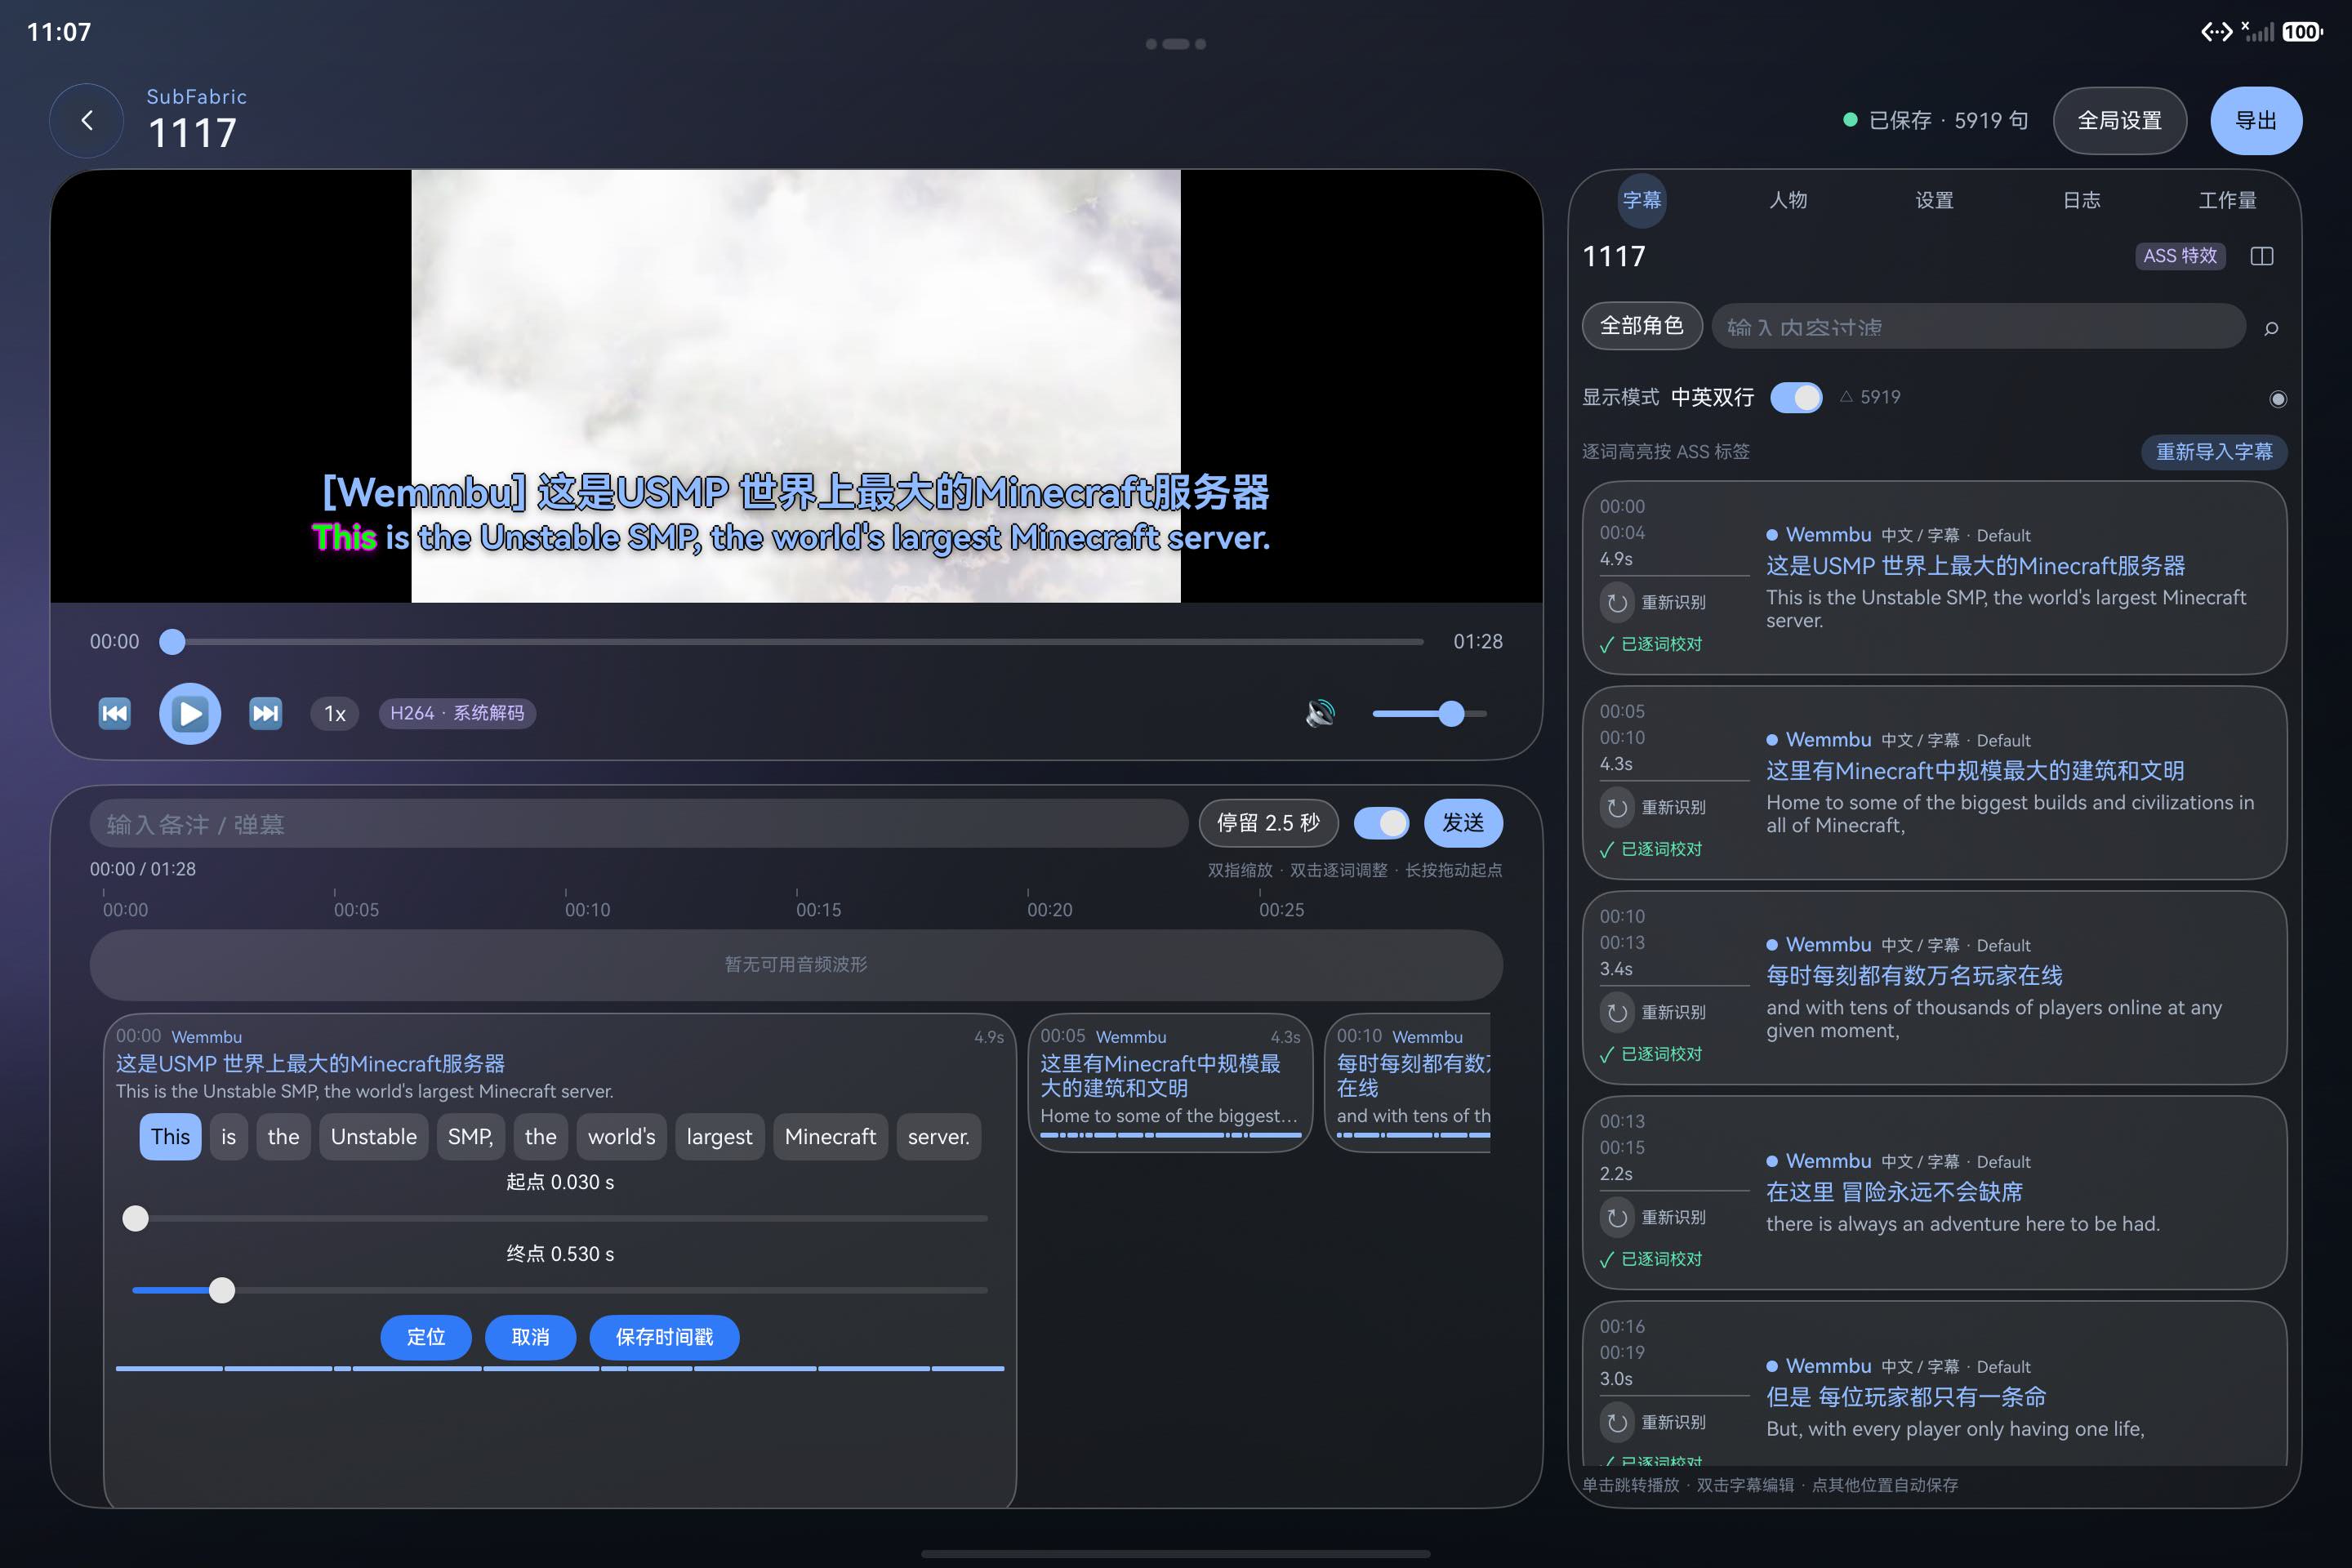 11:07
100
SubFabric
1117
已保存 · 5919 句
全局设置
导出
[Wemmbu] 这是USMP 世界上最大的Minecraft服务器
This is the Unstable SMP, the world's largest Minecraft server.
00:00
01:28
1x
H264 · 系统解码
输入备注 / 弹幕
停留 2.5 秒
发送
00:00 / 01:28
双指缩放 · 双击逐词调整 · 长按拖动起点
00:00
00:05
00:10
00:15
00:20
00:25
暂无可用音频波形
00:00 Wemmbu 4.9s
这是USMP 世界上最大的Minecraft服务器
This is the Unstable SMP, the world's largest Minecraft server.
This is the Unstable SMP, the world's largest Minecraft server.
起点 0.030 s
终点 0.530 s
定位
取消
保存时间戳
00:05 Wemmbu 4.3s
这里有Minecraft中规模最
大的建筑和文明
Home to some of the biggest…
00:10 Wemmbu
每时每刻都有数
在线
and with tens of th
字幕
人物
设置
日志
工作量
1117
ASS 特效
全部角色
输入内容过滤
显示模式 中英双行
△ 5919
逐词高亮按 ASS 标签
重新导入字幕
00:00
00:04
4.9s
重新识别
✓ 已逐词校对
Wemmbu 中文 / 字幕 · Default
这是USMP 世界上最大的Minecraft服务器
This is the Unstable SMP, the world's largest Minecraft
server.
00:05
00:10
4.3s
重新识别
✓ 已逐词校对
Wemmbu 中文 / 字幕 · Default
这里有Minecraft中规模最大的建筑和文明
Home to some of the biggest builds and civilizations in
all of Minecraft,
00:10
00:13
3.4s
重新识别
✓ 已逐词校对
Wemmbu 中文 / 字幕 · Default
每时每刻都有数万名玩家在线
and with tens of thousands of players online at any
given moment,
00:13
00:15
2.2s
重新识别
✓ 已逐词校对
Wemmbu 中文 / 字幕 · Default
在这里 冒险永远不会缺席
there is always an adventure here to be had.
00:16
00:19
3.0s
重新识别
✓ 已逐词校对
Wemmbu 中文 / 字幕 · Default
但是 每位玩家都只有一条命
But, with every player only having one life,
单击跳转播放 · 双击字幕编辑 · 点其他位置自动保存